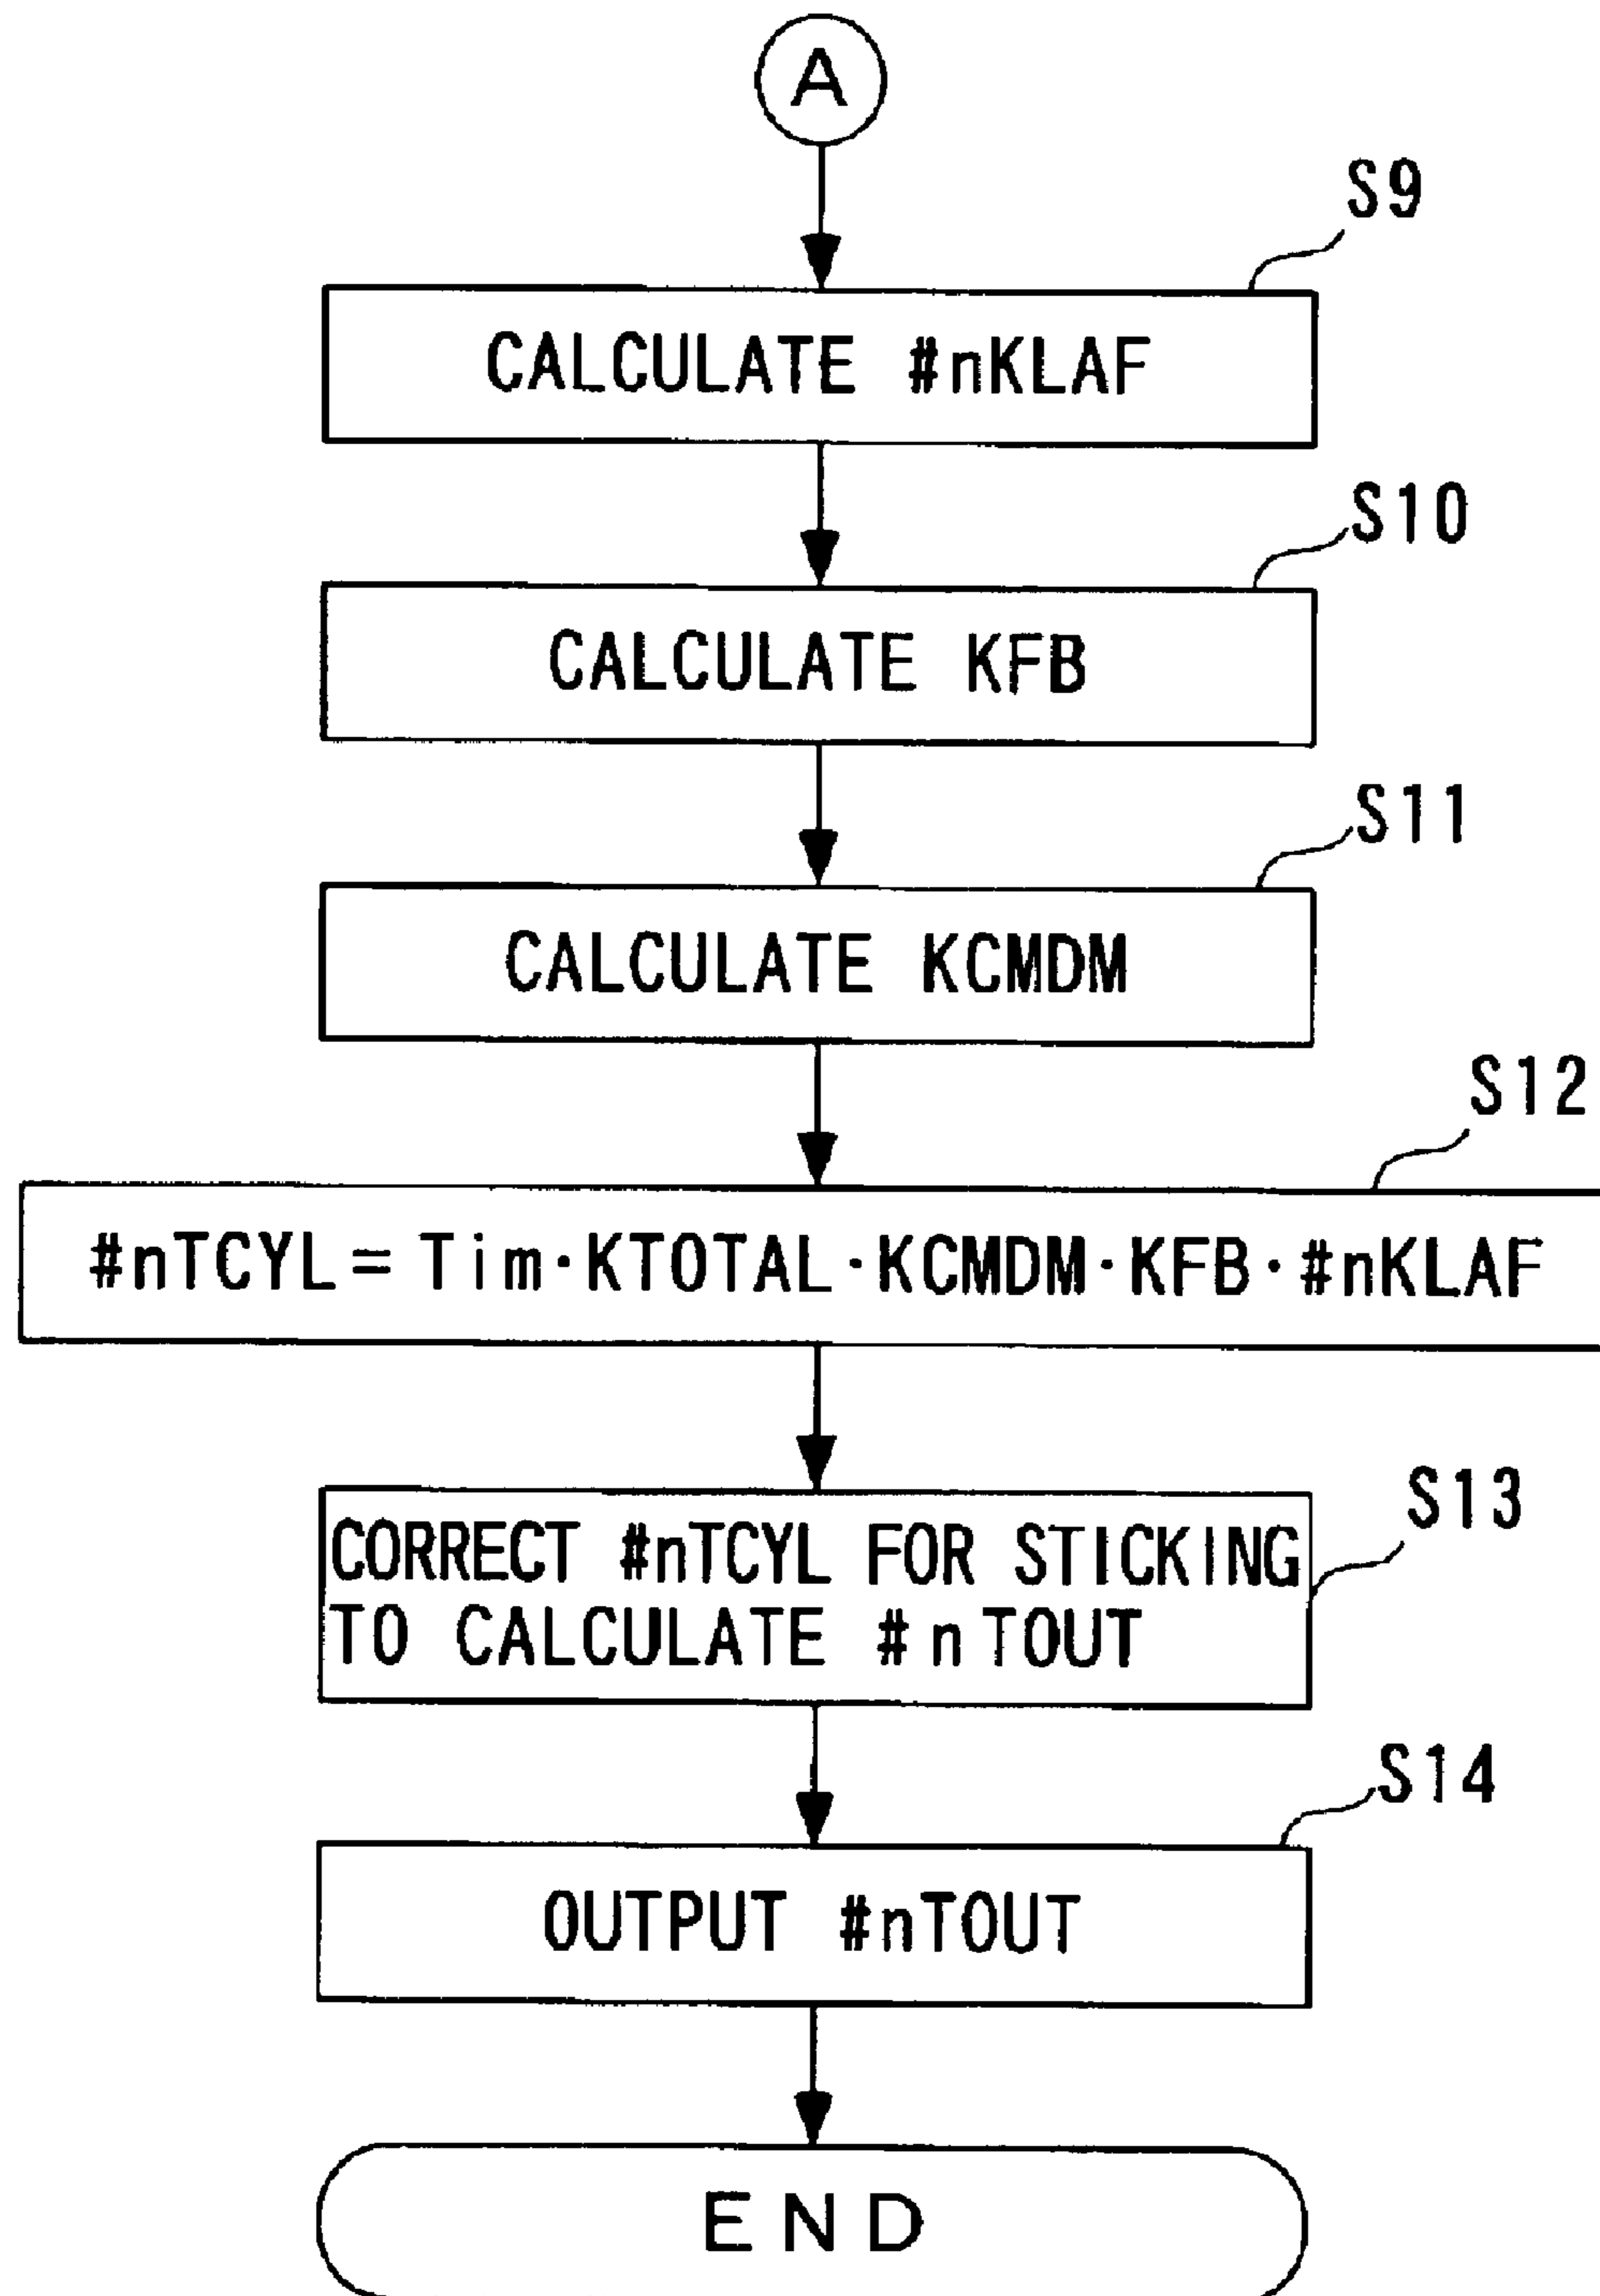 A
S9
CALCULATE #nKLAF
S10
CALCULATE KFB
S11
CALCULATE KCMDM
S12
#nTCYL=Tim·KTOTAL·KCMDM·KFB·#nKLAF
S13
CORRECT #nTCYL FOR STICKING
TO CALCULATE #nTOUT
S14
OUTPUT #nTOUT
END